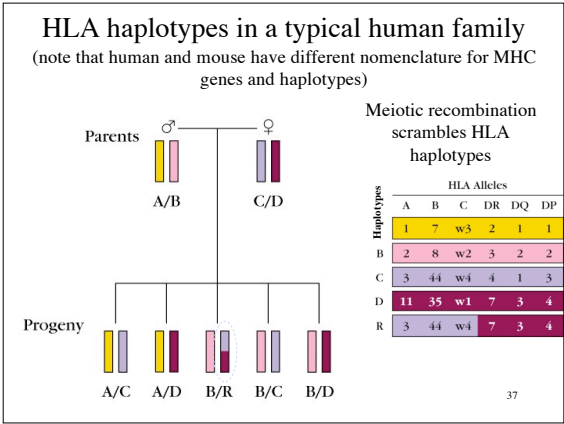 HLA haplotypes in a typical human family
(note that human and mouse have different nomenclature for MHC
genes and haplotypes)
Meiotic recombination
scrambles HLA
haplotypes
Parents
♂ ♀
A/B C/D
HLA Alleles
Haplotypes
A B C DR DQ DP
1 7 w3 2 1 1
B 2 8 w2 3 2 2
C 3 44 w4 4 1 3
D 11 35 w1 7 3 4
R 3 44 w4 7 3 4
Progeny
A/C A/D B/R B/C B/D
37